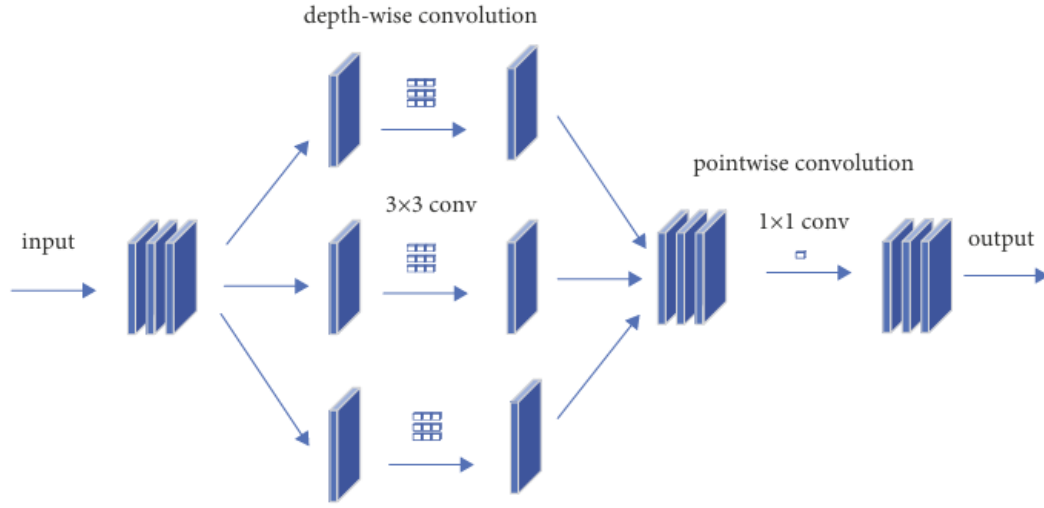 depth-wise convolution
pointwise convolution
3×3 conv
1×1 conv
input
output